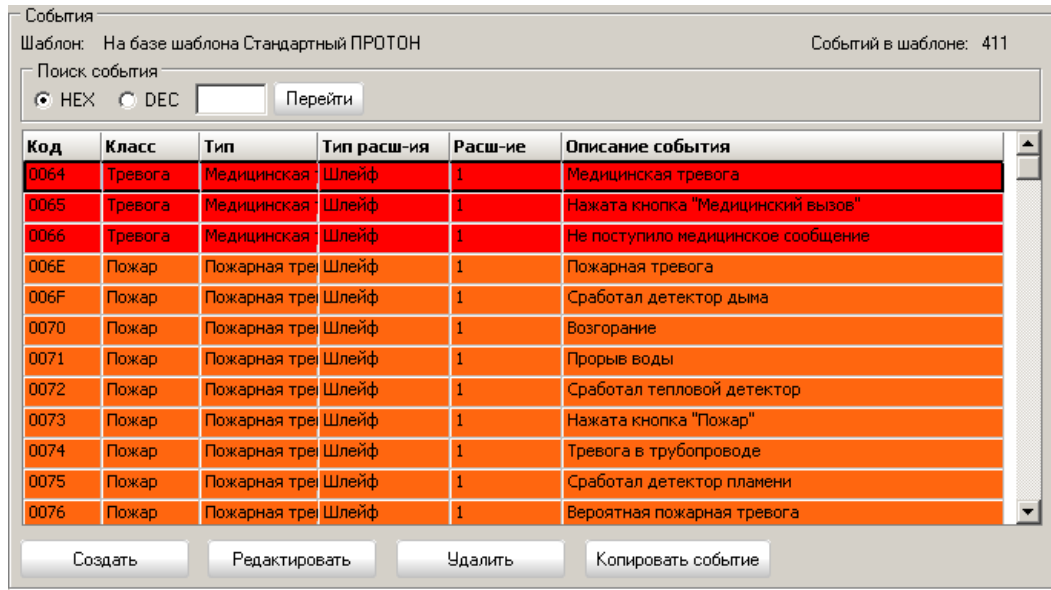 События
Шаблон: На базе шаблона Стандартный ПРОТОН Событий в шаблоне: 411
Поиск события
HEX DEC Перейти
Код Класс Тип Тип расш-ия Расш-ие Описание события
0064 Тревога Медицинская Шлейф 1 Медицинская тревога
0065 Тревога Медицинская Шлейф 1 Нажата кнопка "Медицинский вызов"
0066 Тревога Медицинская Шлейф 1 Не поступило медицинское сообщение
006E Пожар Пожарная тре Шлейф 1 Пожарная тревога
006F Пожар Пожарная тре Шлейф 1 Сработал детектор дыма
0070 Пожар Пожарная тре Шлейф 1 Возгорание
0071 Пожар Пожарная тре Шлейф 1 Прорыв воды
0072 Пожар Пожарная тре Шлейф 1 Сработал тепловой детектор
0073 Пожар Пожарная тре Шлейф 1 Нажата кнопка "Пожар"
0074 Пожар Пожарная тре Шлейф 1 Тревога в трубопроводе
0075 Пожар Пожарная тре Шлейф 1 Сработал детектор пламени
0076 Пожар Пожарная тре Шлейф 1 Вероятная пожарная тревога
Создать Редактировать Удалить Копировать событие